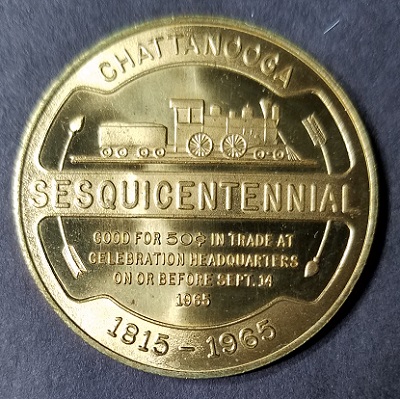 CHATTANOOGA
SESQUICENTENNIAL
GOOD FOR 50¢ IN TRADE AT
CELEBRATION HEADQUARTERS
ON OR BEFORE SEPT. 14
1965
1815 - 1965